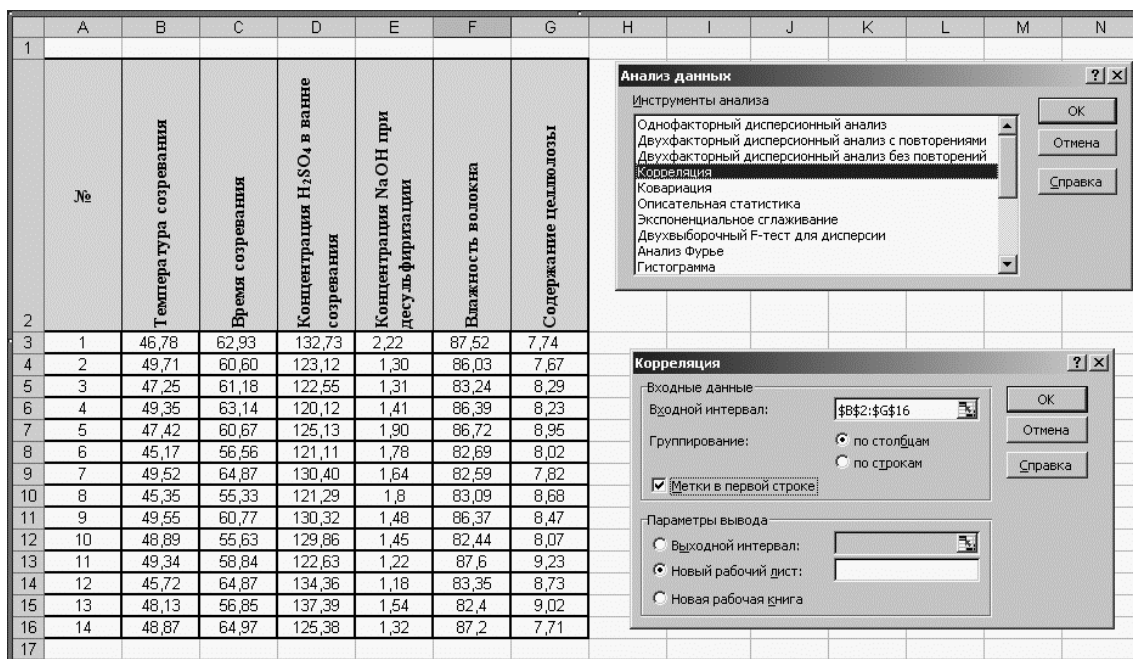 A B C D E F G H I J K L M N
1
2
№
Температура созревания
Время созревания
Концентрация H₂SO₄ в ванне
созревания
Концентрация NaOH при
десульфиризации
Влажность волокна
Содержание целлюлозы
3 1 46,78 62,93 132,73 2,22 87,52 7,74
4 2 49,71 60,60 123,12 1,30 86,03 7,67
5 3 47,25 61,18 122,55 1,31 83,24 8,29
6 4 49,35 63,14 120,12 1,41 86,39 8,23
7 5 47,42 60,67 125,13 1,90 86,72 8,95
8 6 45,17 56,56 121,11 1,78 82,69 8,02
9 7 49,52 64,87 130,40 1,64 82,59 7,82
10 8 45,35 55,33 121,29 1,8 83,09 8,68
11 9 49,55 60,77 130,32 1,48 86,37 8,47
12 10 48,89 55,63 129,86 1,45 82,44 8,07
13 11 49,34 58,84 122,63 1,22 87,6 9,23
14 12 45,72 64,87 134,36 1,18 83,35 8,73
15 13 48,13 56,85 137,39 1,54 82,4 9,02
16 14 48,87 64,97 125,38 1,32 87,2 7,71
17
Анализ данных
Инструменты анализа
Однофакторный дисперсионный анализ
Двухфакторный дисперсионный анализ с повторениями
Двухфакторный дисперсионный анализ без повторений
Корреляция
Ковариация
Описательная статистика
Экспоненциальное сглаживание
Двухвыборочный F-тест для дисперсии
Анализ Фурье
Гистограмма
OK
Отмена
Справка
Корреляция
Входные данные
Входной интервал: $B$2:$G$16
Группирование: по столбцам
по строкам
Метки в первой строке
Параметры вывода
Выходной интервал:
Новый рабочий лист:
Новая рабочая книга
OK
Отмена
Справка